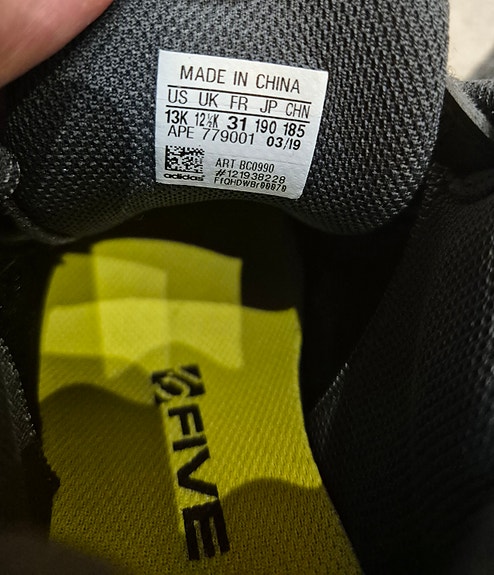 MADE IN CHINA
US UK FR JP CHN
13K 12½K 31 190 185
APE 779001 03/19
ART BC0990
#121938228
FfQHDWBr00070
adidas
FIVE